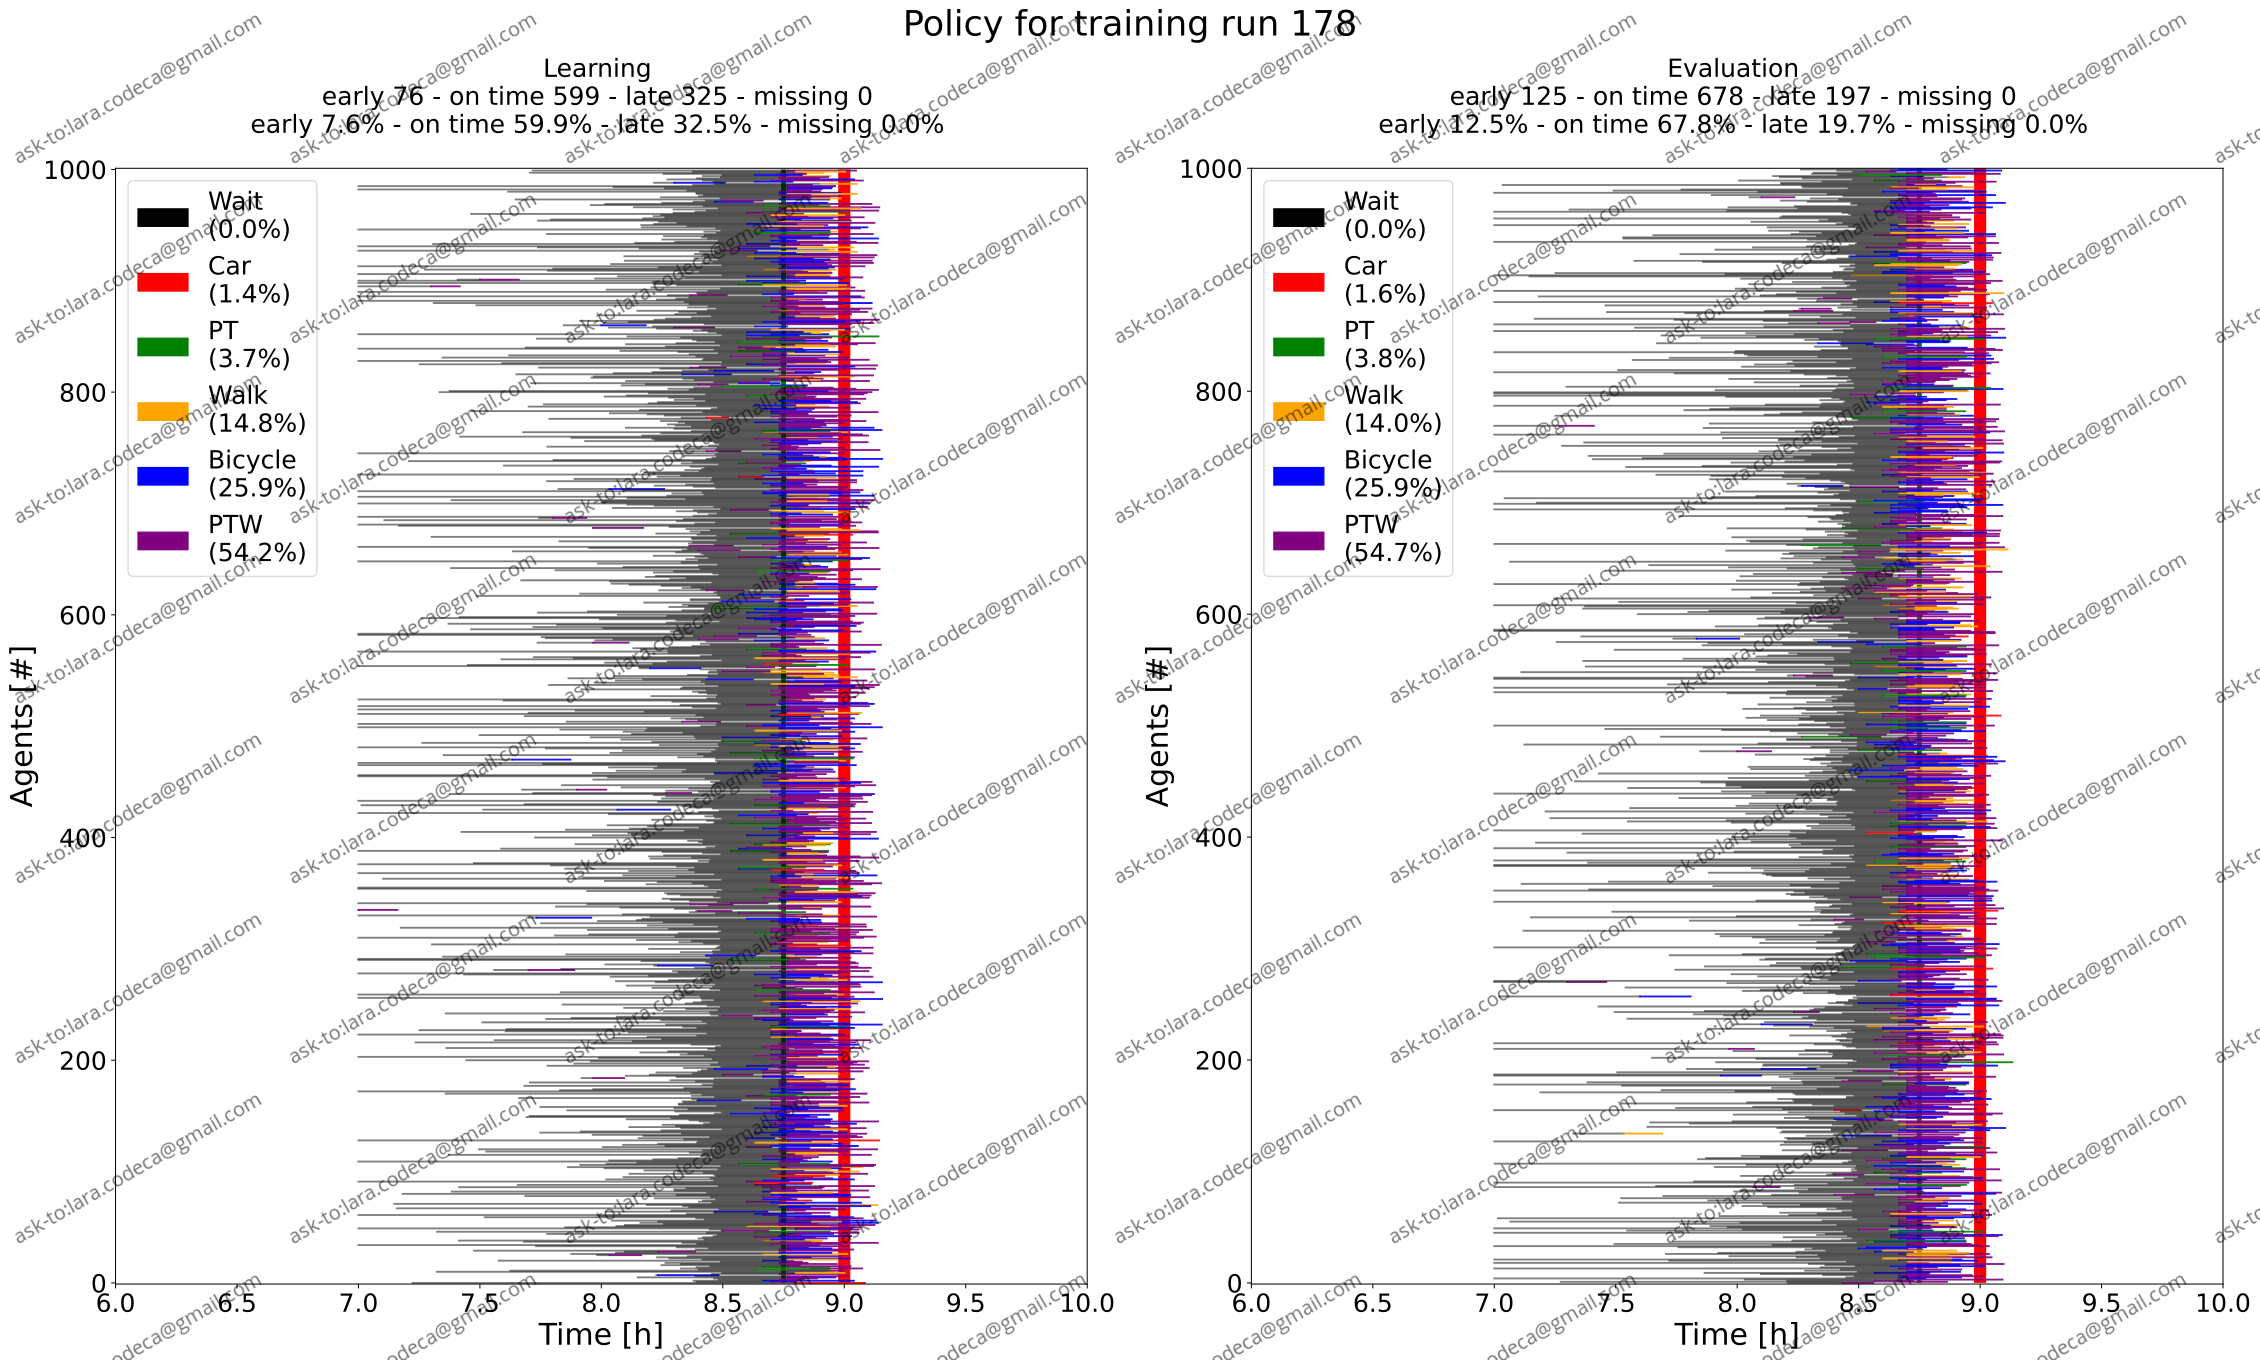 Policy for training run 178
Learning
early 76 - on time 599 - late 325 - missing 0
early 7.6% - on time 59.9% - late 32.5% - missing 0.0%
Evaluation
early 125 - on time 678 - late 197 - missing 0
early 12.5% - on time 67.8% - late 19.7% - missing 0.0%
Wait
(0.0%)
Car
(1.4%)
PT
(3.7%)
Walk
(14.8%)
Bicycle
(25.9%)
PTW
(54.2%)
1000
800
600
400
200
0
Agents [#]
6.0 6.5 7.0 7.5 8.0 8.5 9.0 9.5 10.0
Time [h]
Wait
(0.0%)
Car
(1.6%)
PT
(3.8%)
Walk
(14.0%)
Bicycle
(25.9%)
PTW
(54.7%)
1000
800
600
400
200
0
Agents [#]
6.0 6.5 7.0 7.5 8.0 8.5 9.0 9.5 10.0
Time [h]
ask-to:lara.codeca@gmail.com